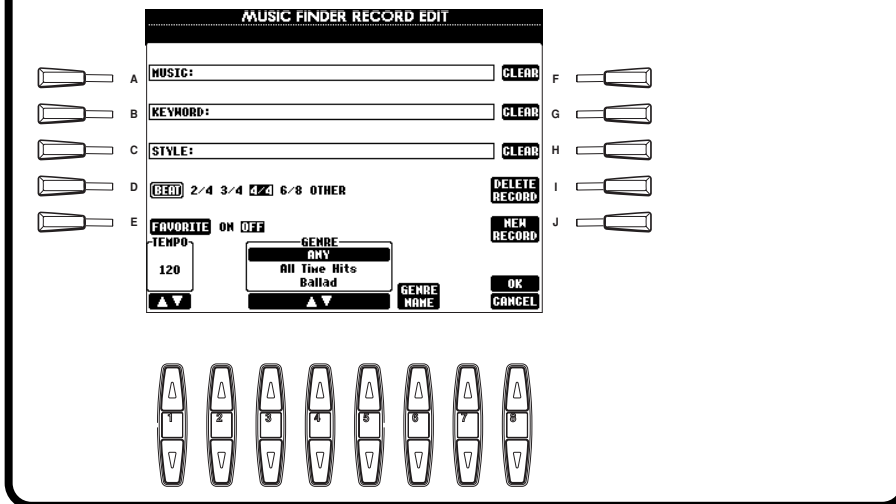 MUSIC FINDER RECORD EDIT
A MUSIC: CLEAR F
B KEYWORD: CLEAR G
C STYLE: CLEAR H
D BEAT 2/4 3/4 4/4 6/8 OTHER DELETE RECORD I
E FAVORITE ON OFF NEW RECORD J
TEMPO GENRE
ANY
120 All Time Hits
Ballad
GENRE NAME
OK
CANCEL
1 2 3 4 5 6 7 8